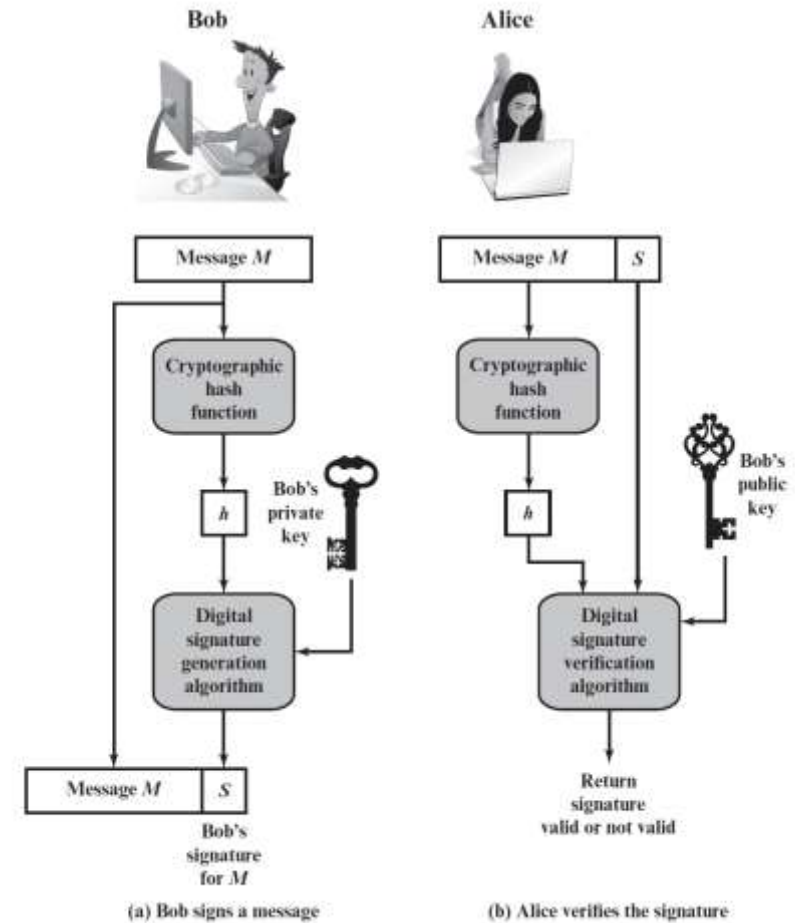 Bob
Message M
Cryptographic
hash
function
h
Bob's
private
key
Digital
signature
generation
algorithm
Message M
S
Bob's
signature
for M
(a) Bob signs a message
Alice
Message M
S
Cryptographic
hash
function
h
Bob's
public
key
Digital
signature
verification
algorithm
Return
signature
valid or not valid
(b) Alice verifies the signature